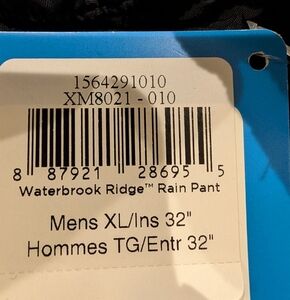 1564291010
XM8021 - 010
8 87921 28695 5
Waterbrook Ridge™ Rain Pant
Mens XL/Ins 32"
Hommes TG/Entr 32"